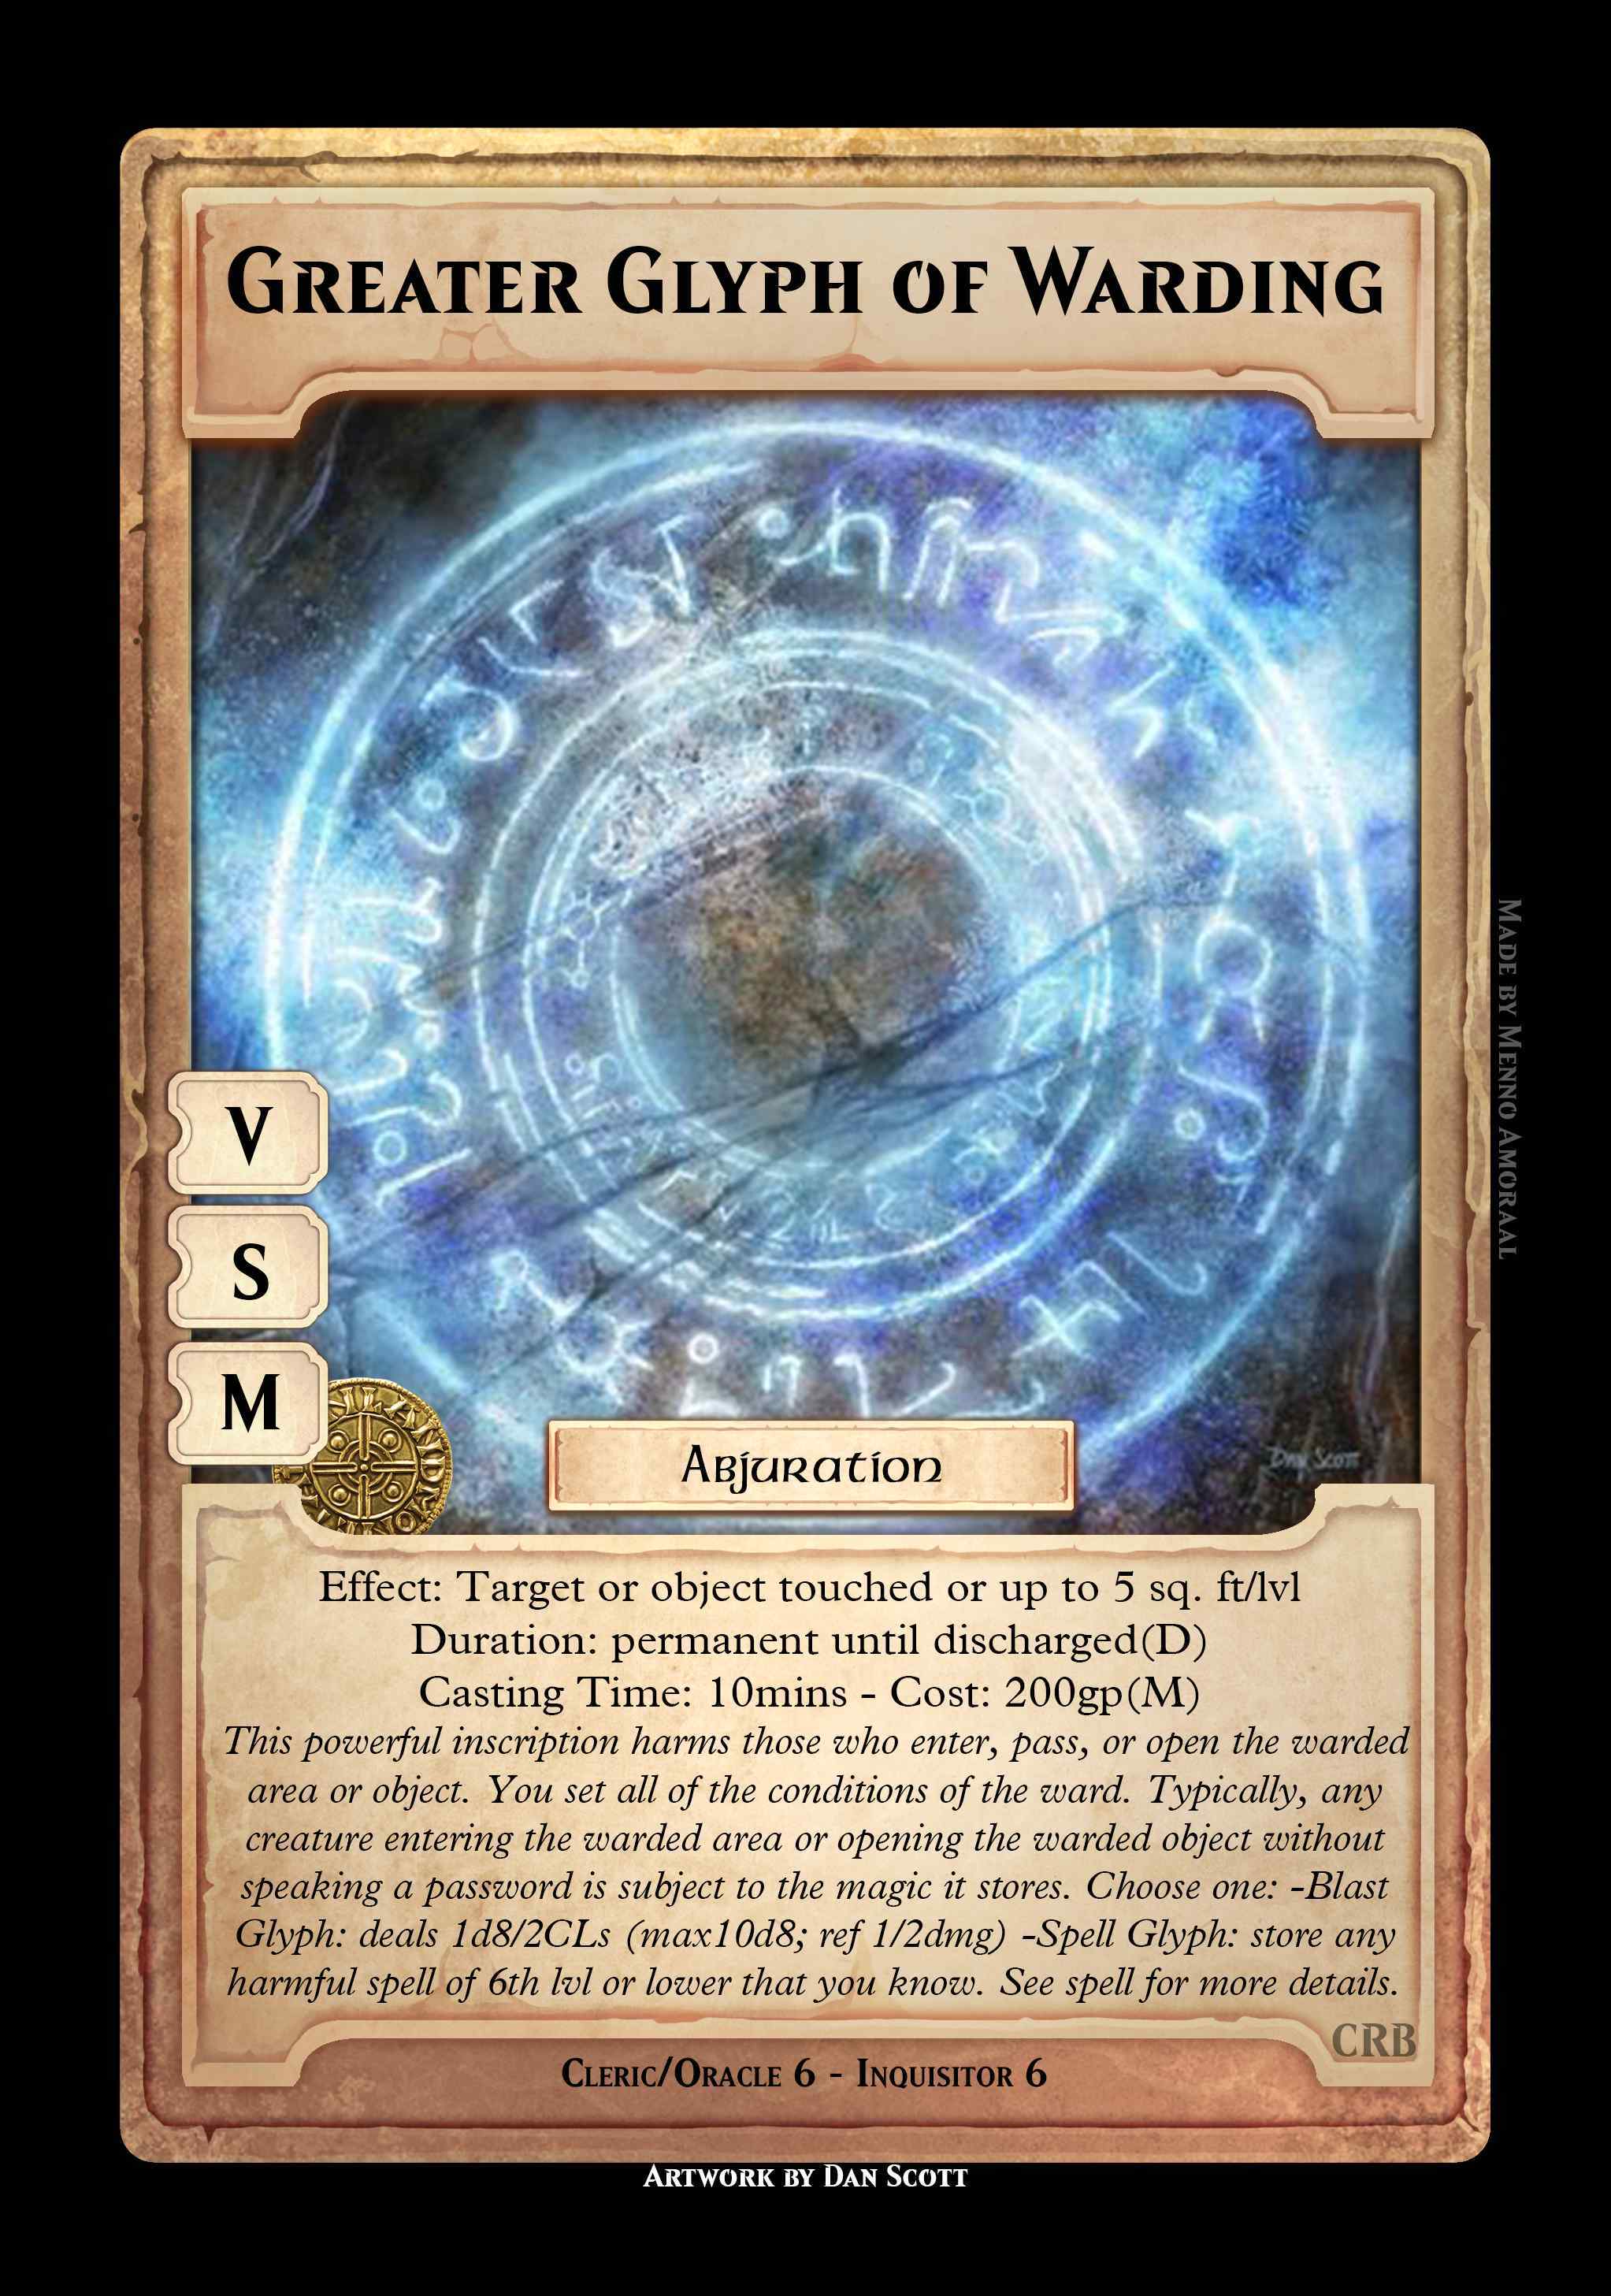 Greater Glyph of Warding
Made by Menno Amoraal
V
S
M
Dan Scott
Abjuration
Effect: Target or object touched or up to 5 sq. ft/lvl
Duration: permanent until discharged(D)
Casting Time: 10mins - Cost: 200gp(M)
This powerful inscription harms those who enter, pass, or open the warded
area or object. You set all of the conditions of the ward. Typically, any
creature entering the warded area or opening the warded object without
speaking a password is subject to the magic it stores. Choose one: -Blast
Glyph: deals 1d8/2CLs (max10d8; ref 1/2dmg) -Spell Glyph: store any
harmful spell of 6th lvl or lower that you know. See spell for more details.
CRB
Cleric/Oracle 6 - Inquisitor 6
Artwork by Dan Scott